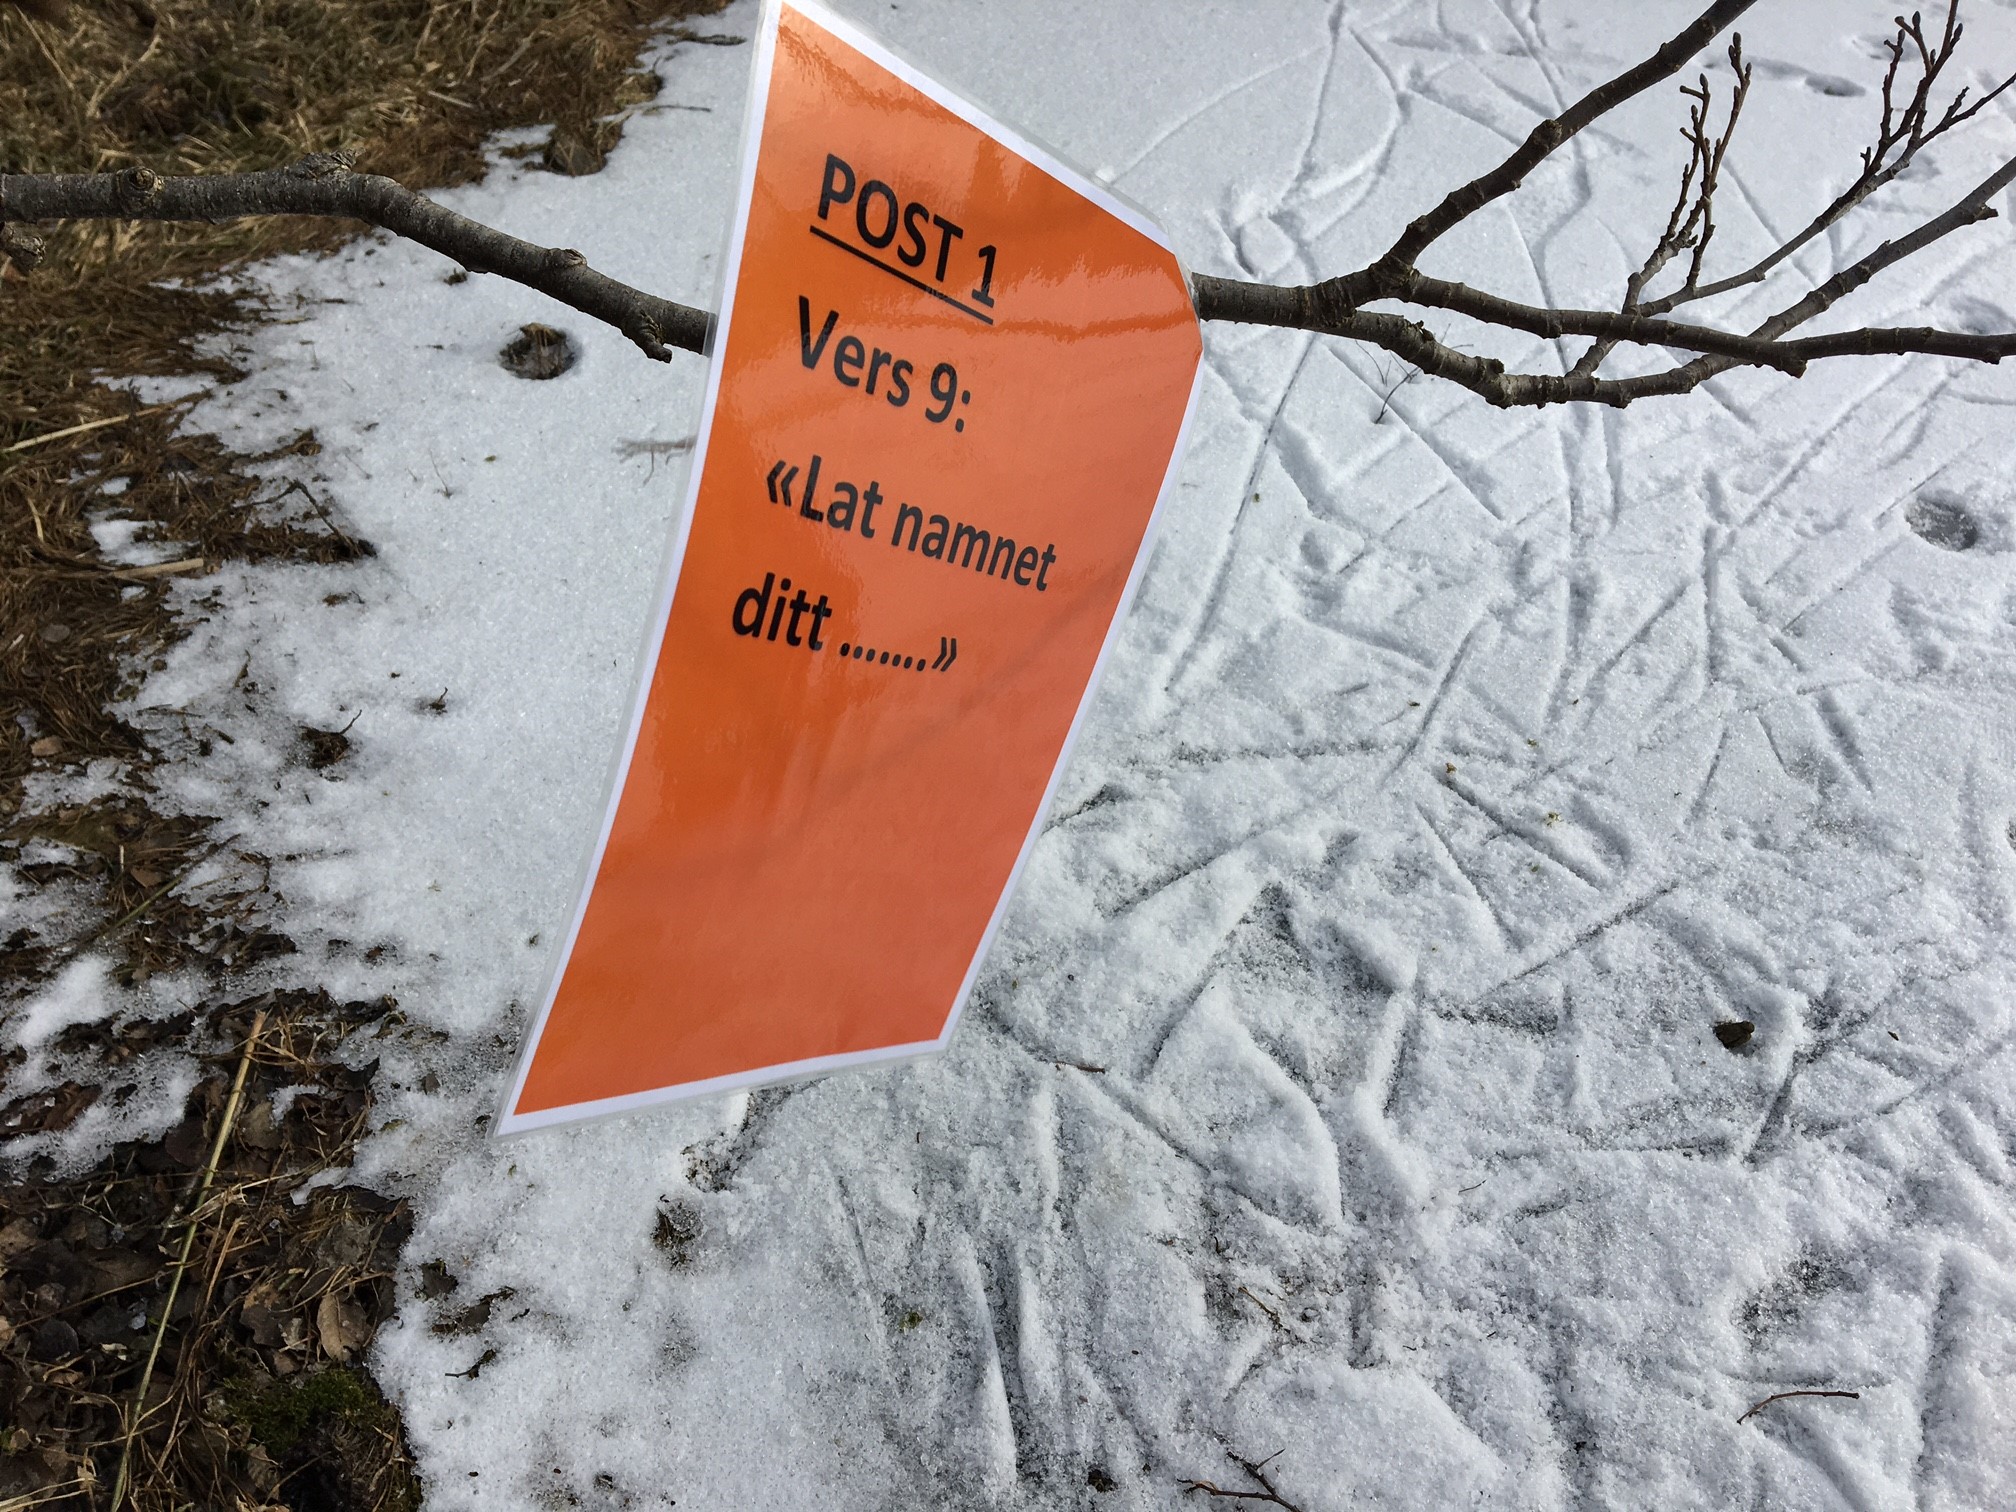 POST 1
Vers 9:
«Lat namnet
ditt .......»